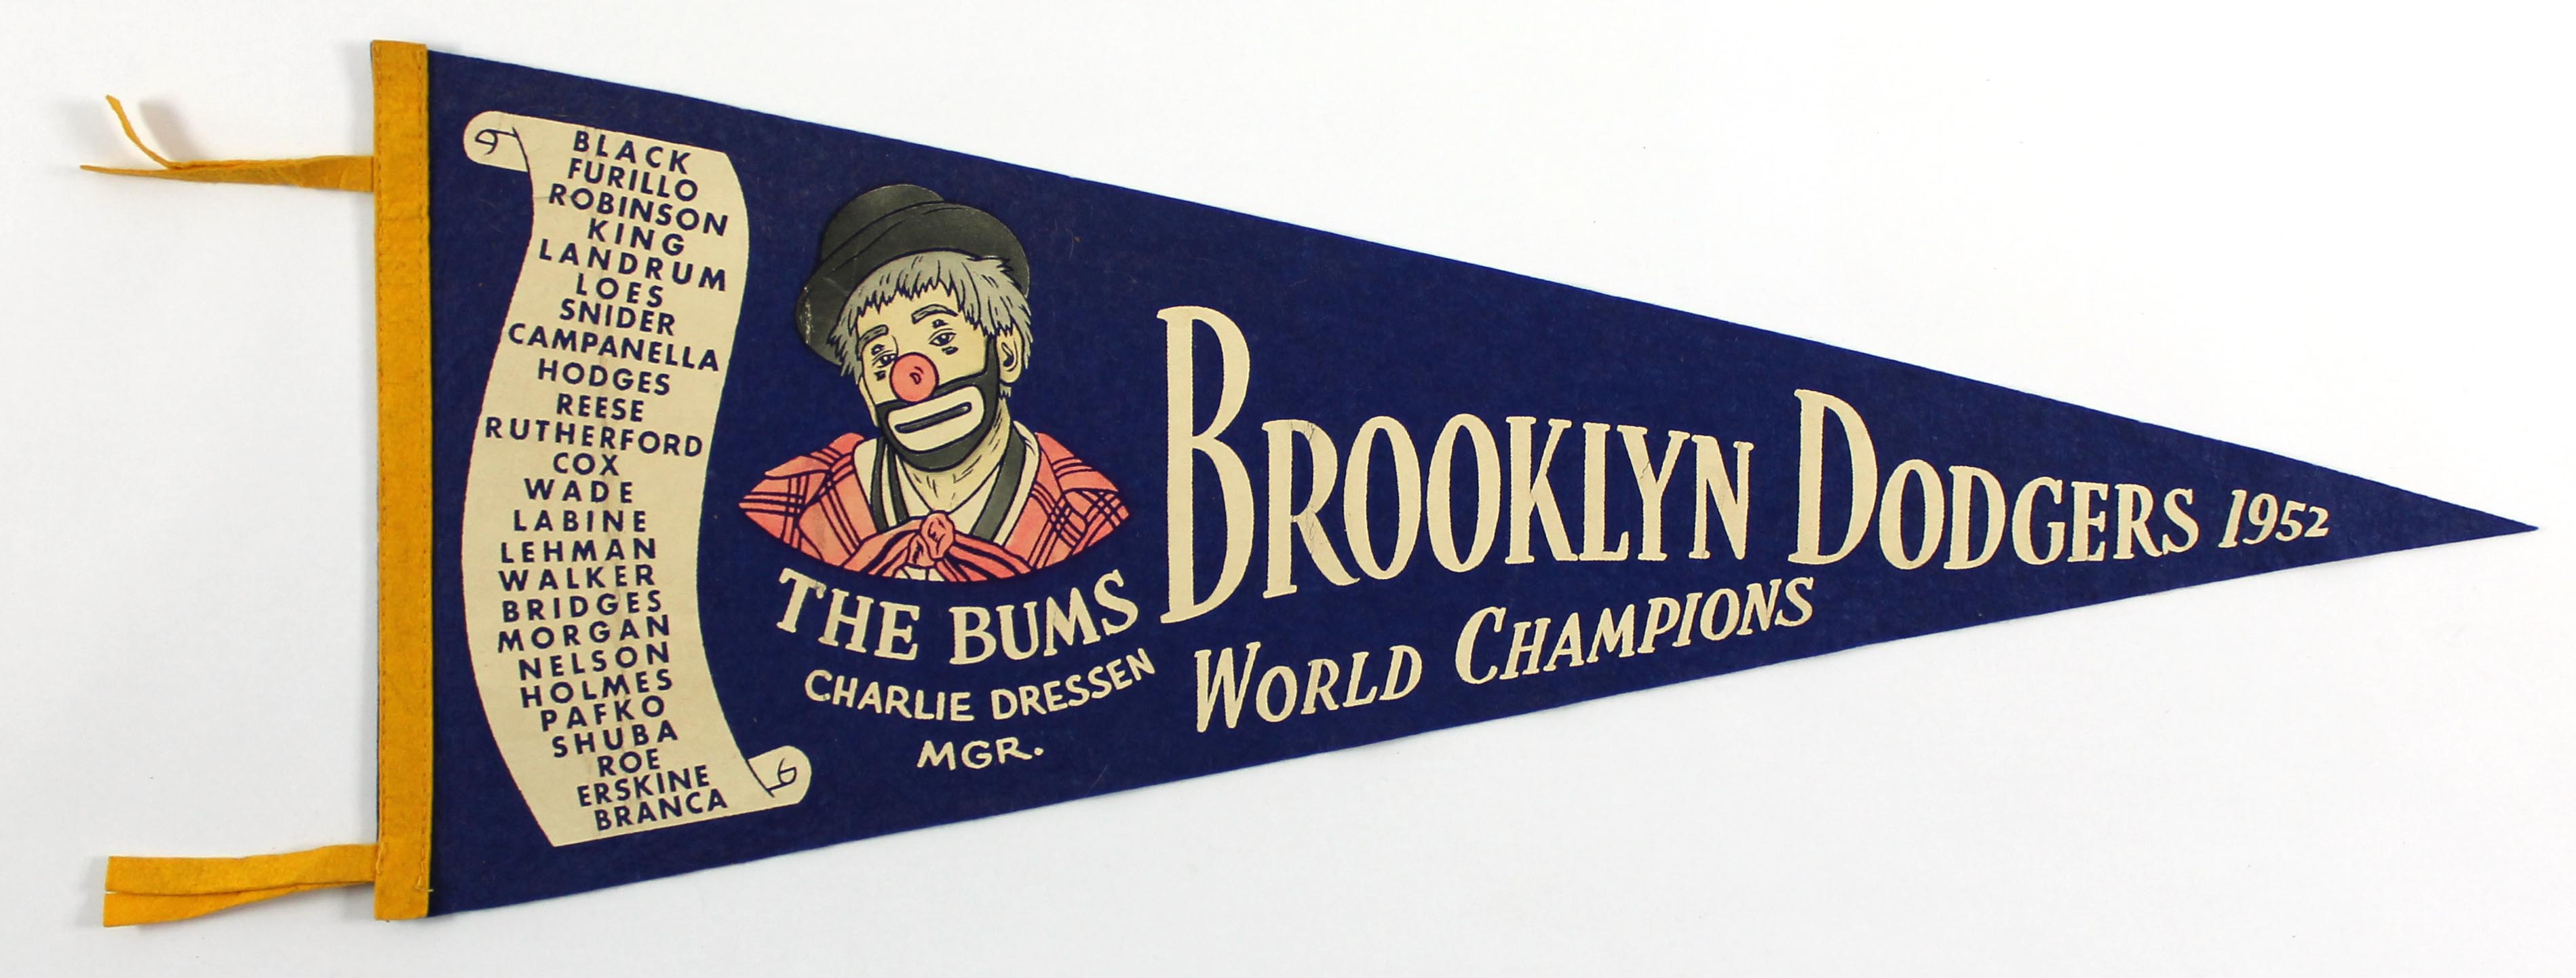 BLACK
FURILLO
ROBINSON
KING
LANDRUM
LOES
SNIDER
CAMPANELLA
HODGES
REESE
RUTHERFORD
COX
WADE
LABINE
LEHMAN
WALKER
BRIDGES
MORGAN
NELSON
HOLMES
PAFKO
SHUBA
ROE
ERSKINE
BRANCA
THE BUMS
CHARLIE DRESSEN
MGR.
BROOKLYN DODGERS 1952
WORLD CHAMPIONS